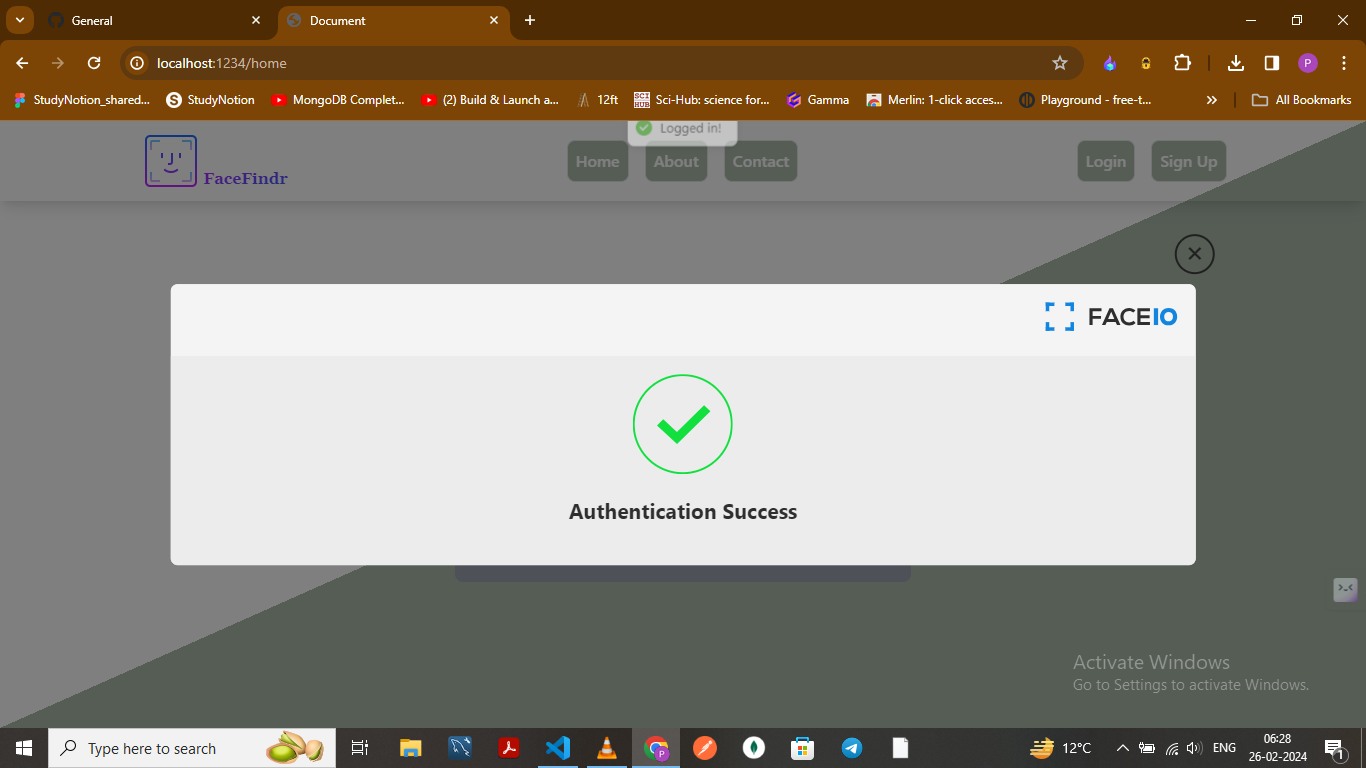 General
Document
localhost:1234/home
StudyNotion_shared...
StudyNotion
MongoDB Complet...
(2) Build & Launch a...
12ft
SCI HUB
Sci-Hub: science for...
Gamma
Merlin: 1-click acces...
Playground - free-t...
All Bookmarks
P
Logged in!
FaceFindr
Home
About
Contact
Login
Sign Up
FACEIO
Authentication Success
Activate Windows
Go to Settings to activate Windows.
Type here to search
P
12°C
ENG
06:28
26-02-2024
1